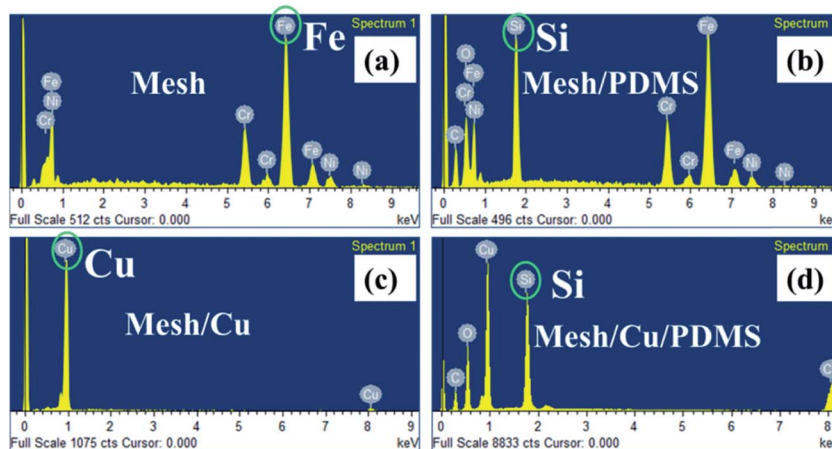 Spectrum 1
Fe
Fe
(a)
Mesh
Fe
Ni
Cr
Cr
Cr
Fe
Ni
Ni
0 1 2 3 4 5 6 7 8 9
Full Scale 512 cts Cursor: 0.000 keV
Spectrum 1
Si
Si
Fe
(b)
Mesh/PDMS
O
Fe
Cr
Ni
C
Cr
Cr
Fe
Ni
Ni
0 1 2 3 4 5 6 7 8 9
Full Scale 496 cts Cursor: 0.000 keV
Spectrum 1
Cu
Cu
(c)
Mesh/Cu
Cu
0 1 2 3 4 5 6 7 8 9
Full Scale 1075 cts Cursor: 0.000 keV
Spectrum
Cu
Si
Si
(d)
Mesh/Cu/PDMS
O
C
C
0 1 2 3 4 5 6 7 8
Full Scale 8833 cts Cursor: 0.000 keV